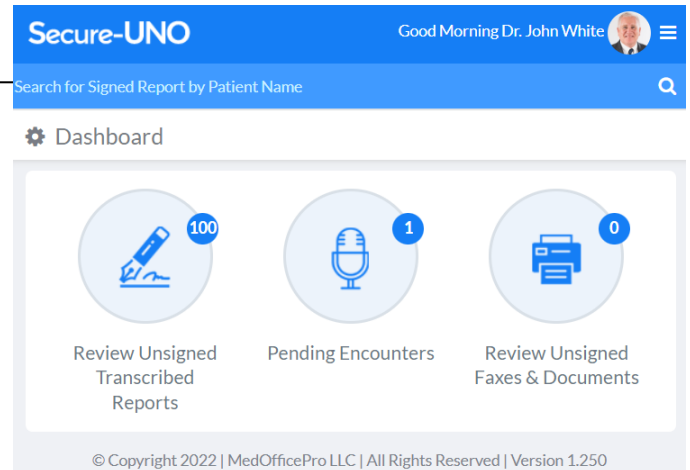 Secure-UNO
Good Morning Dr. John White
Search for Signed Report by Patient Name
Dashboard
100
1
0
Review Unsigned
Transcribed
Reports
Pending Encounters
Review Unsigned
Faxes & Documents
© Copyright 2022 | MedOfficePro LLC | All Rights Reserved | Version 1.250